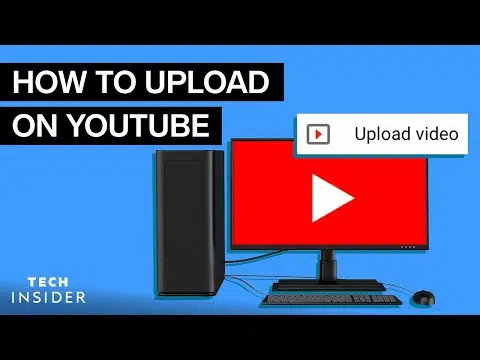 HOW TO UPLOAD
ON YOUTUBE
Upload video
TECH
INSIDER